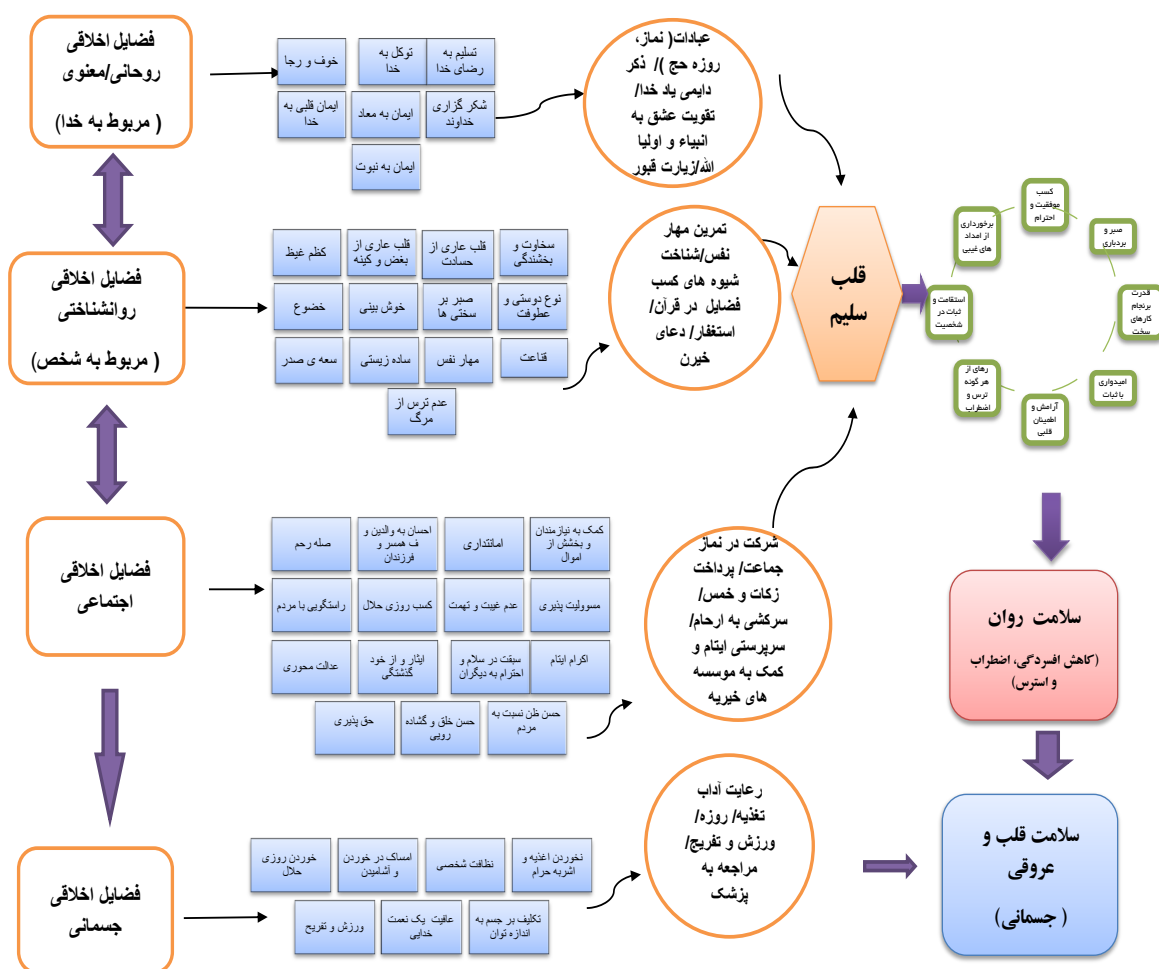 فضایل اخلاقی
روحانی/معنوی
( مربوط به خدا)
خوف و رجا
توکل به
خدا
تسلیم به
رضای خدا
ایمان قلبی به
خدا
ایمان به معاد
شکر گزاری
خداوند
ایمان به نبوت
عبادات( نماز،
روزه حج )/ ذکر
دایمی یاد خدا/
تقویت عشق به
انبیاء و اولیا
الله/زیارت قبور
فضایل اخلاقی
روانشناختی
( مربوط به شخص)
کظم غیظ
قلب عاری از
بغض و کینه
قلب عاری از
حسادت
سخاوت و
بخشندگی
خضوع
خوش بینی
صبر بر
سختی ها
نوع دوستی و
عطوفت
سعه ی صدر
ساده زیستی
مهار نفس
قناعت
عدم ترس از
مرگ
تمرین مهار
نفس/شناخت
شیوه های کسب
فضایل در قرآن/
استغفار/ دعای
خیرن
قلب
سلیم
کسب
موفقیت و
احترام
صبر و
بردباری
قدرت
برنجام
کارهای
سخت
امیدواری
با ثبات
آرامش و
اطمینان
قلبی
رهای از
هر گونه
ترس و
اضطراب
استقامت و
ثبات در
شخصیت
برخورداری
از امداد
های غیبی
فضایل اخلاقی
اجتماعی
صله رحم
احسان به والدین و
ف همسر و
فرزندان
امانتداری
کمک به نیازمندان
و بخشش از
اموال
راستگویی با مردم
کسب روزی حلال
عدم غیبت و تهمت
مسوولیت پذیری
عدالت محوری
ایثار و از خود
گذشتگی
سبقت در سلام و
احترام به دیگران
اکرام ایتام
حق پذیری
حسن خلق و گشاده
رویی
حسن ظن نسبت به
مردم
شرکت در نماز
جماعت/ پرداخت
زکات و خمس/
سرکشی به ارحام/
سرپرستی ایتام و
کمک به موسسه
های خیریه
سلامت روان
(کاهش افسردگی، اضطراب
و استرس)
فضایل اخلاقی
جسمانی
خوردن روزی
حلال
امساک در خوردن
و آشامیدن
نظافت شخصی
نخوردن اغذیه و
اشربه حرام
ورزش و تفریح
عافیت یک نعمت
خدایی
تکلیف بر جسم به
اندازه توان
رعایت آداب
تغذیه/ روزه/
ورزش و تفریح/
مراجعه به
پزشک
سلامت قلب و
عروقی
( جسمانی)